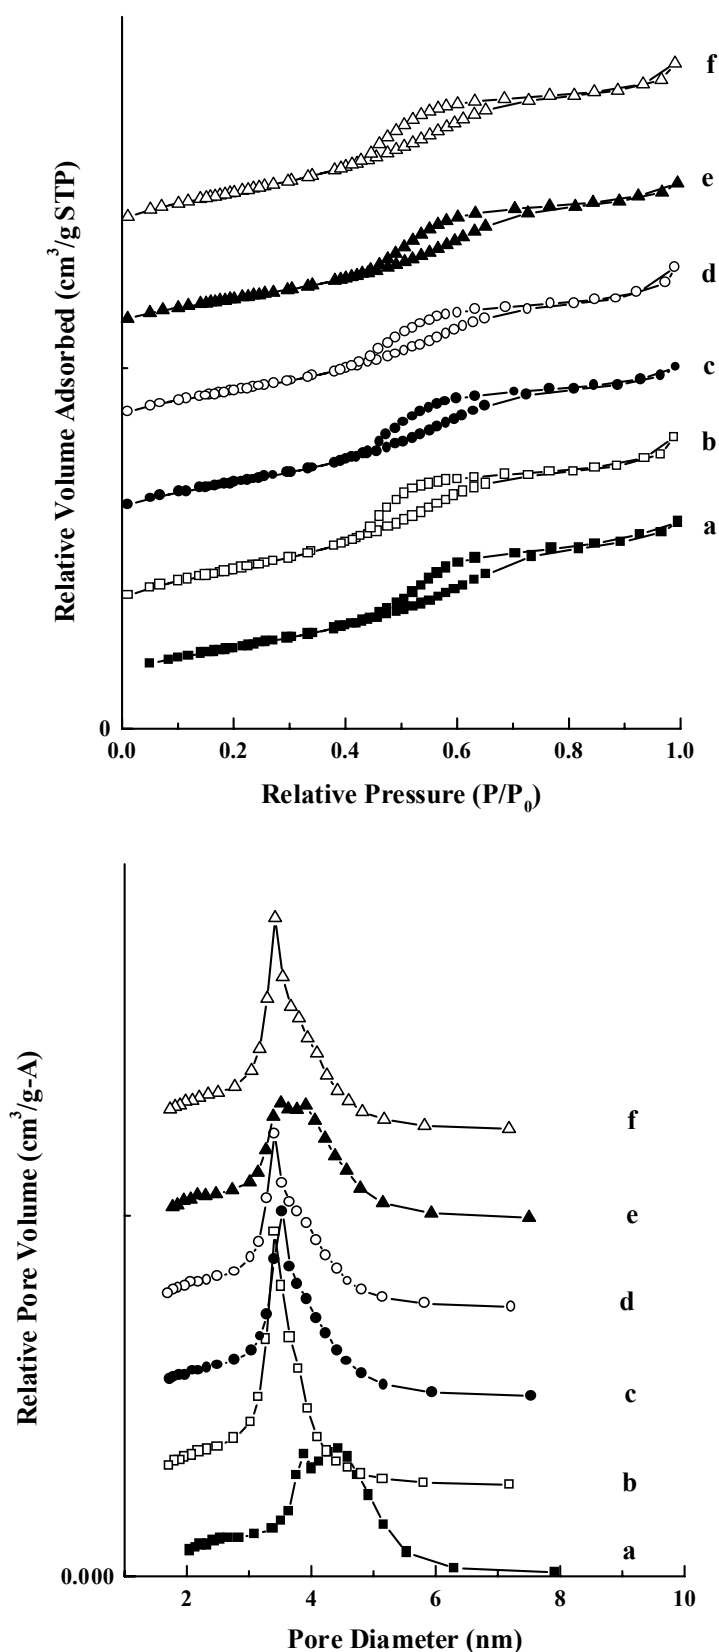 f
e
d
c
b
a
Relative Volume Adsorbed (cm³/g STP)
0
0.0 0.2 0.4 0.6 0.8 1.0
Relative Pressure (P/P₀)
f
e
d
c
b
a
Relative Pore Volume (cm³/g-A)
0.000
2 4 6 8 10
Pore Diameter (nm)